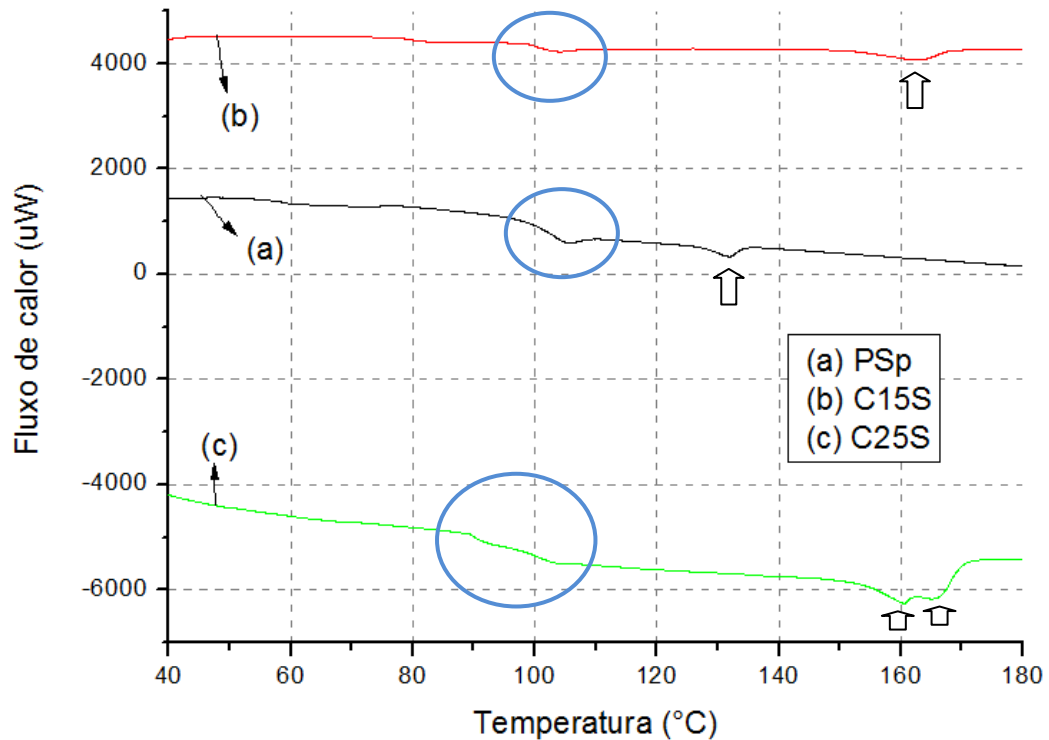 4000
2000
0
-2000
-4000
-6000
Fluxo de calor (uW)
(b)
(a)
(c)
(a) PSp
(b) C15S
(c) C25S
40 60 80 100 120 140 160 180
Temperatura (°C)